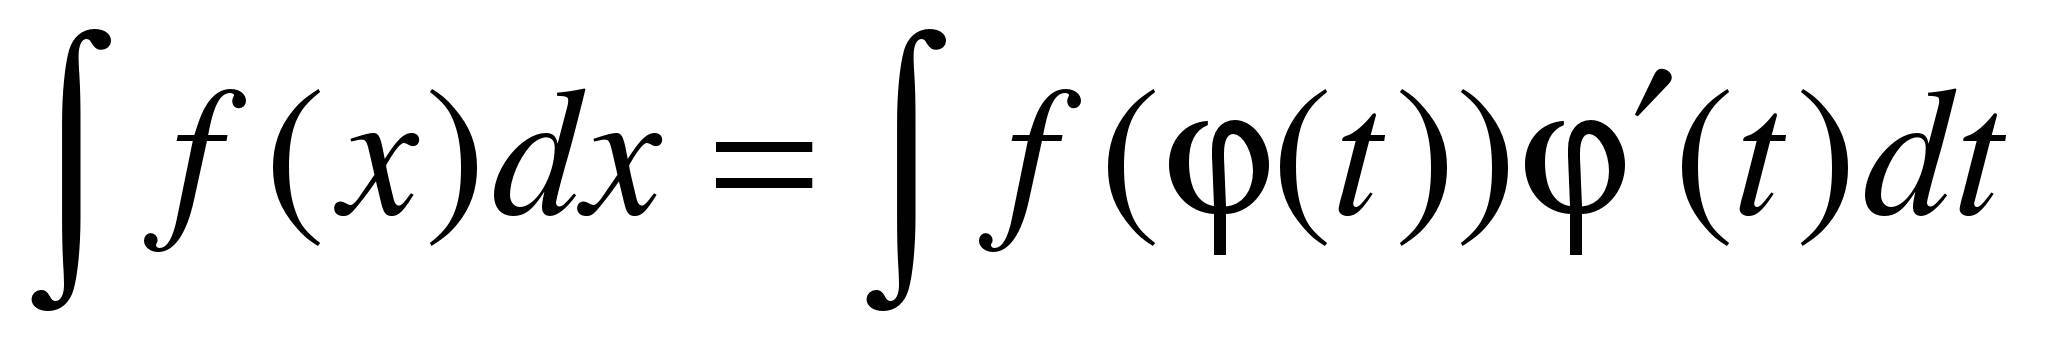 ∫ f (x)dx = ∫ f (φ(t))φ′(t)dt